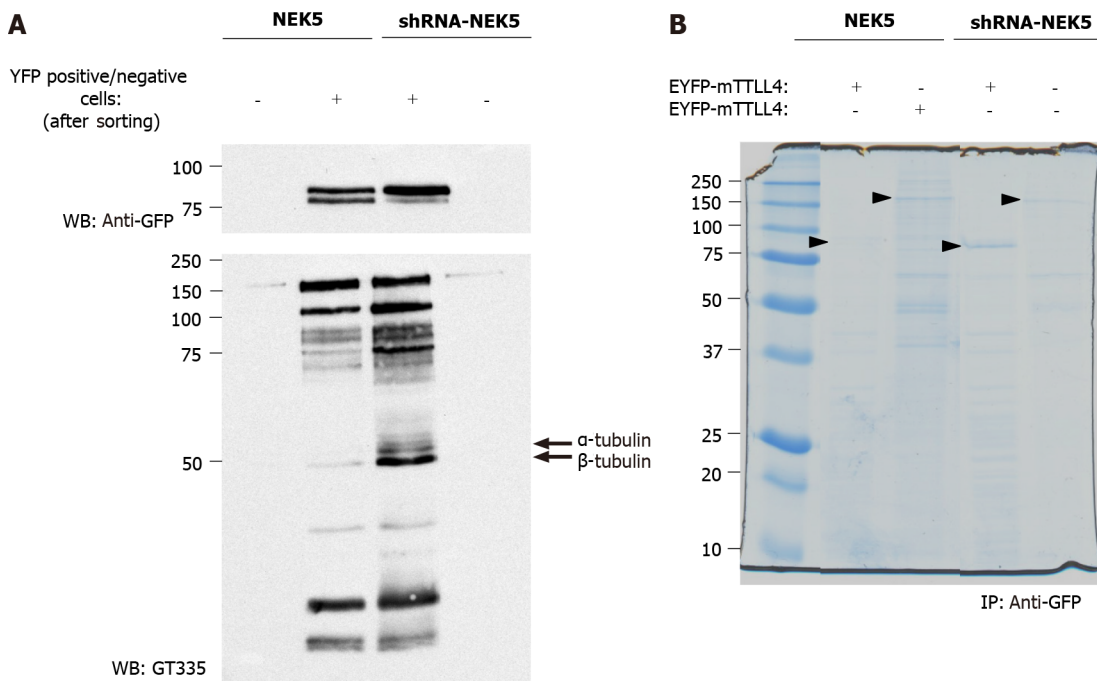 A
NEK5 shRNA-NEK5
YFP positive/negative
cells:
(after sorting)
- + + -
100
75
WB: Anti-GFP
250
150
100
75
50
α-tubulin
β-tubulin
WB: GT335
B
NEK5 shRNA-NEK5
EYFP-mTTLL4: + - + -
EYFP-mTTLL4: - + - -
250
150
100
75
50
37
25
20
10
IP: Anti-GFP